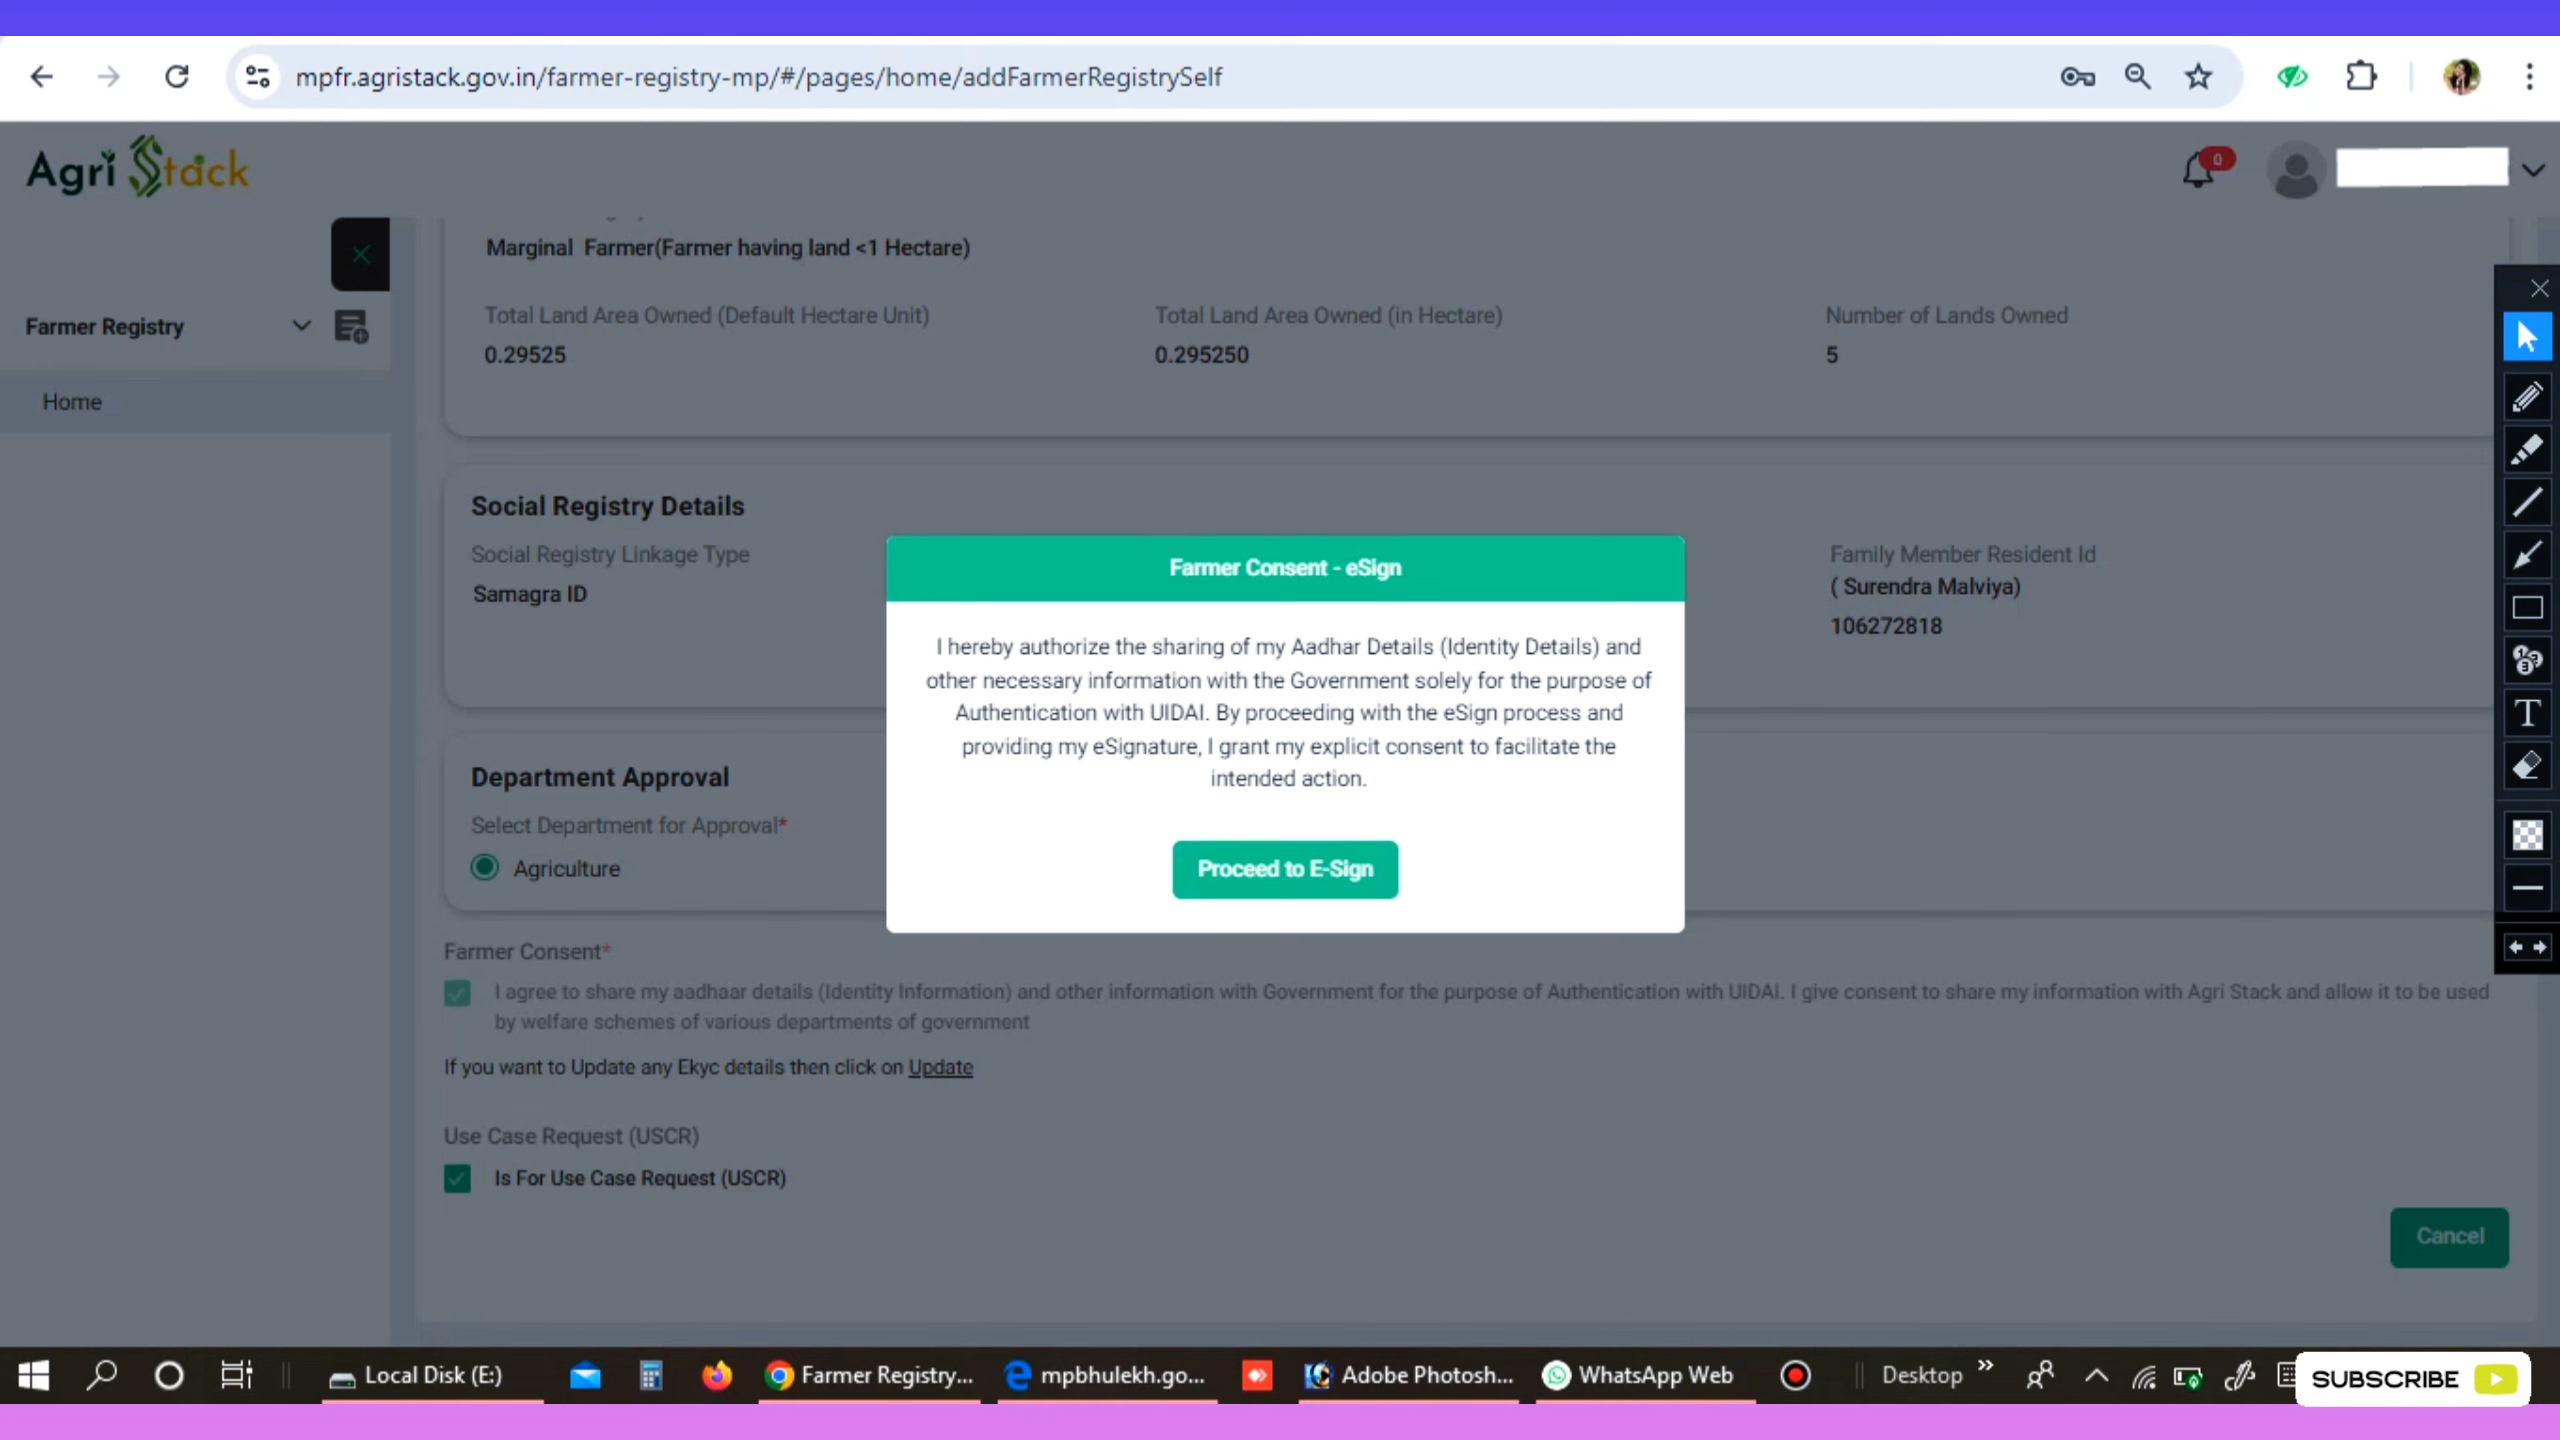 mpfr.agristack.gov.in/farmer-registry-mp/#/pages/home/addFarmerRegistrySelf
Agri Stack
0
Marginal Farmer(Farmer having land <1 Hectare)
Farmer Registry
Home
Total Land Area Owned (Default Hectare Unit)
0.29525
Total Land Area Owned (in Hectare)
0.295250
Number of Lands Owned
5
Social Registry Details
Social Registry Linkage Type
Samagra ID
Family Member Resident Id
( Surendra Malviya)
106272818
Farmer Consent - eSign
I hereby authorize the sharing of my Aadhar Details (Identity Details) and
other necessary information with the Government solely for the purpose of
Authentication with UIDAI. By proceeding with the eSign process and
providing my eSignature, I grant my explicit consent to facilitate the
intended action.
Proceed to E-Sign
Department Approval
Select Department for Approval*
Agriculture
Farmer Consent*
I agree to share my aadhaar details (Identity Information) and other information with Government for the purpose of Authentication with UIDAI. I give consent to share my information with Agri Stack and allow it to be used
by welfare schemes of various departments of government
If you want to Update any Ekyc details then click on Update
Use Case Request (USCR)
Is For Use Case Request (USCR)
Cancel
T
Local Disk (E:)
Farmer Registry...
mpbhulekh.go...
Adobe Photosh...
WhatsApp Web
Desktop
SUBSCRIBE